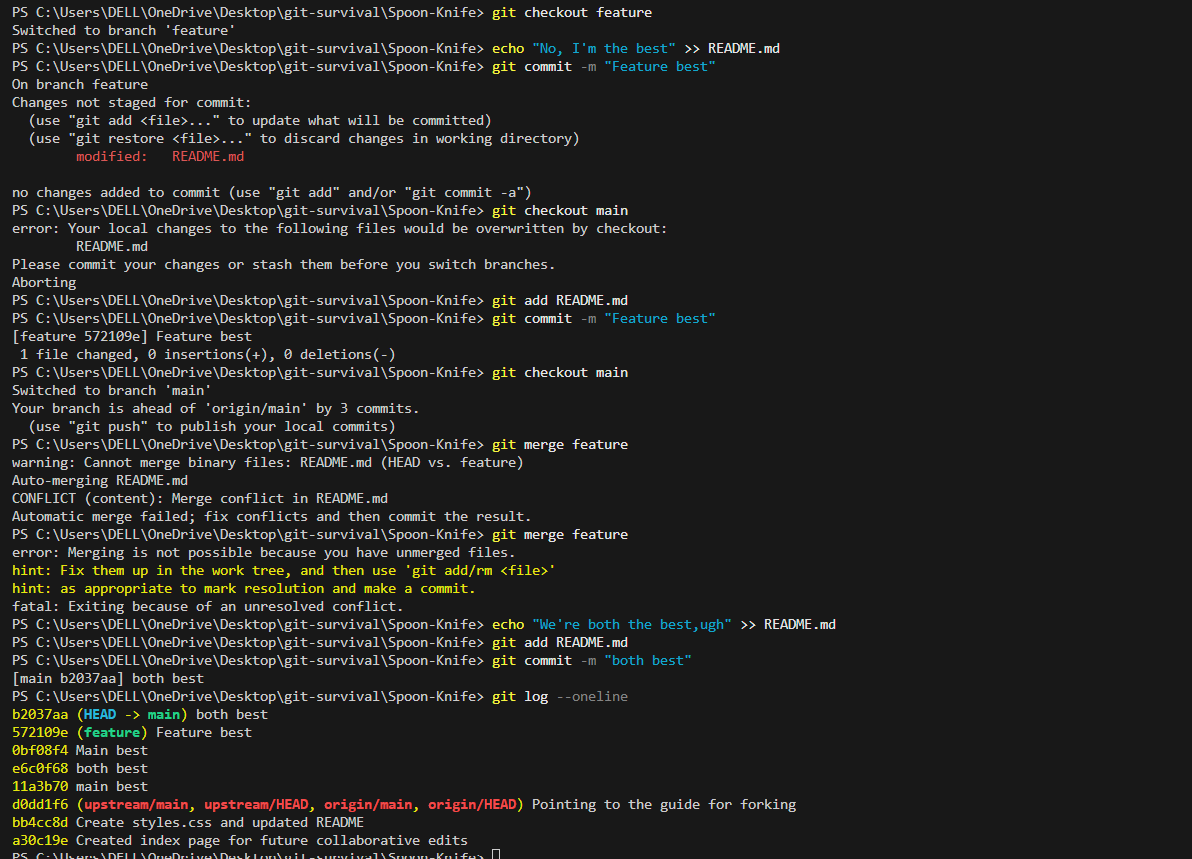 PS C:\Users\DELL\OneDrive\Desktop\git-survival\Spoon-Knife> git checkout feature
Switched to branch 'feature'
PS C:\Users\DELL\OneDrive\Desktop\git-survival\Spoon-Knife> echo "No, I'm the best" >> README.md
PS C:\Users\DELL\OneDrive\Desktop\git-survival\Spoon-Knife> git commit -m "Feature best"
On branch feature
Changes not staged for commit:
  (use "git add <file>..." to update what will be committed)
  (use "git restore <file>..." to discard changes in working directory)
        modified:   README.md

no changes added to commit (use "git add" and/or "git commit -a")
PS C:\Users\DELL\OneDrive\Desktop\git-survival\Spoon-Knife> git checkout main
error: Your local changes to the following files would be overwritten by checkout:
        README.md
Please commit your changes or stash them before you switch branches.
Aborting
PS C:\Users\DELL\OneDrive\Desktop\git-survival\Spoon-Knife> git add README.md
PS C:\Users\DELL\OneDrive\Desktop\git-survival\Spoon-Knife> git commit -m "Feature best"
[feature 572109e] Feature best
 1 file changed, 0 insertions(+), 0 deletions(-)
PS C:\Users\DELL\OneDrive\Desktop\git-survival\Spoon-Knife> git checkout main
Switched to branch 'main'
Your branch is ahead of 'origin/main' by 3 commits.
  (use "git push" to publish your local commits)
PS C:\Users\DELL\OneDrive\Desktop\git-survival\Spoon-Knife> git merge feature
warning: Cannot merge binary files: README.md (HEAD vs. feature)
Auto-merging README.md
CONFLICT (content): Merge conflict in README.md
Automatic merge failed; fix conflicts and then commit the result.
PS C:\Users\DELL\OneDrive\Desktop\git-survival\Spoon-Knife> git merge feature
error: Merging is not possible because you have unmerged files.
hint: Fix them up in the work tree, and then use 'git add/rm <file>'
hint: as appropriate to mark resolution and make a commit.
fatal: Exiting because of an unresolved conflict.
PS C:\Users\DELL\OneDrive\Desktop\git-survival\Spoon-Knife> echo "We're both the best,ugh" >> README.md
PS C:\Users\DELL\OneDrive\Desktop\git-survival\Spoon-Knife> git add README.md
PS C:\Users\DELL\OneDrive\Desktop\git-survival\Spoon-Knife> git commit -m "both best"
[main b2037aa] both best
PS C:\Users\DELL\OneDrive\Desktop\git-survival\Spoon-Knife> git log --oneline
b2037aa (HEAD -> main) both best
572109e (feature) Feature best
0bf08f4 Main best
e6c0f68 both best
11a3b70 main best
d0dd1f6 (upstream/main, upstream/HEAD, origin/main, origin/HEAD) Pointing to the guide for forking
bb4cc8d Create styles.css and updated README
a30c19e Created index page for future collaborative edits
PS C:\Users\DELL\OneDrive\Desktop\git-survival\Spoon-Knife>